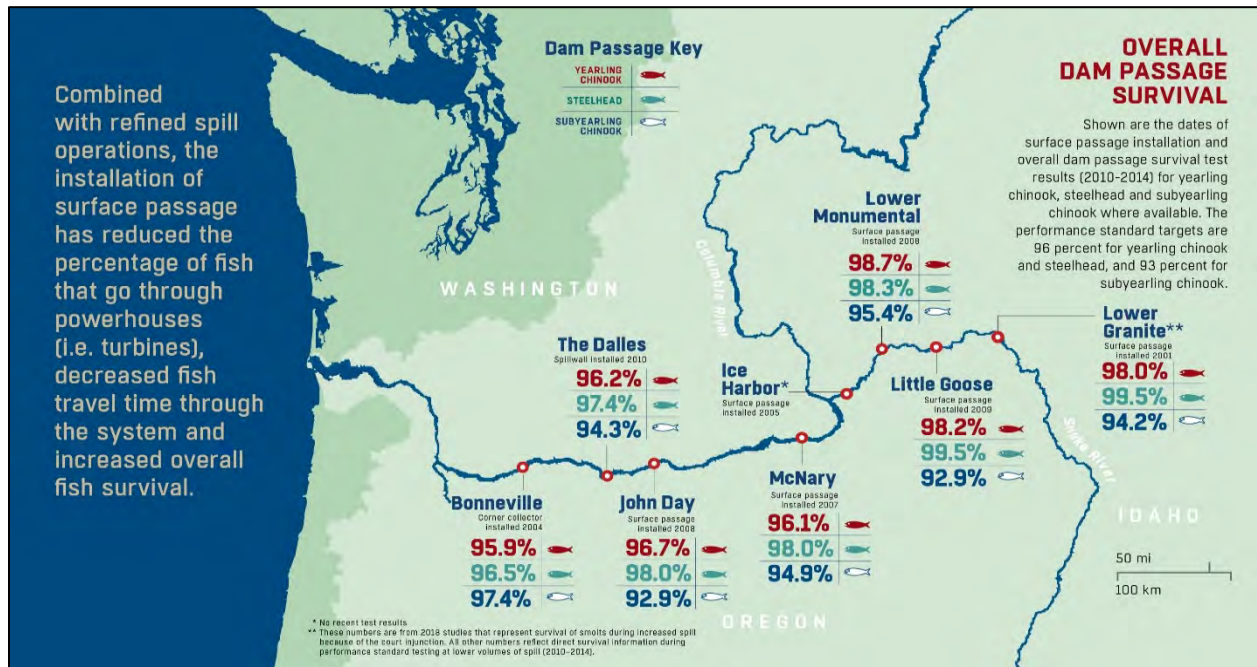 Combined
with refined spill
operations, the
installation of
surface passage
has reduced the
percentage of fish
that go through
powerhouses
(i.e. turbines),
decreased fish
travel time through
the system and
increased overall
fish survival.
Dam Passage Key
YEARLING
CHINOOK
STEELHEAD
SUBYEARLING
CHINOOK
OVERALL
DAM PASSAGE
SURVIVAL
Shown are the dates of
surface passage installation and
overall dam passage survival test
results (2010-2014) for yearling
chinook, steelhead and subyearling
chinook where available. The
performance standard targets are
96 percent for yearling chinook
and steelhead, and 93 percent for
subyearling chinook.
WASHINGTON
Columbia River
Lower
Monumental
Surface passage
installed 2008
98.7%
98.3%
95.4%
Lower
Granite**
Surface passage
installed 2001
98.0%
99.5%
94.2%
The Dalles
Spillwall installed 2010
96.2%
97.4%
94.3%
Ice
Harbor*
Surface passage
installed 2005
Little Goose
Surface passage
installed 2009
98.2%
99.5%
92.9%
Snake River
Bonneville
Corner collector
installed 2004
95.9%
96.5%
97.4%
John Day
Surface passage
installed 2008
96.7%
98.0%
92.9%
McNary
Surface passage
installed 2007
96.1%
98.0%
94.9%
IDAHO
50 mi
100 km
OREGON
* No recent test results
** These numbers are from 2018 studies that represent survival of smolts during increased spill
because of the court injunction. All other numbers reflect direct survival information during
performance standard testing at lower volumes of spill (2010-2014).